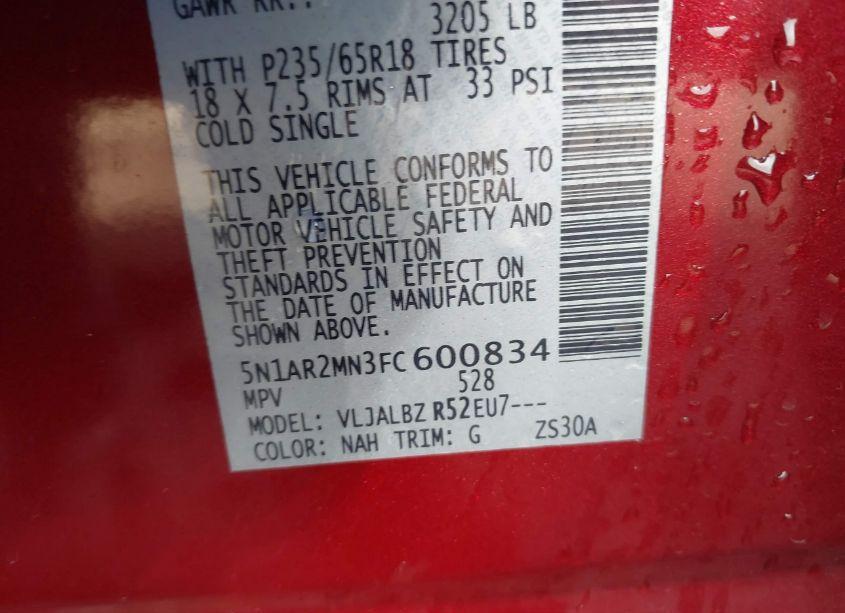 GAWR RR.:
3205 LB
WITH P235/65R18 TIRES
18 X 7.5 RIMS AT 33 PSI
COLD SINGLE
THIS VEHICLE CONFORMS TO
ALL APPLICABLE FEDERAL
MOTOR VEHICLE SAFETY AND
THEFT PREVENTION
STANDARDS IN EFFECT ON
THE DATE OF MANUFACTURE
SHOWN ABOVE.
5N1AR2MN3FC600834
MPV 528
MODEL: VLJALBZ R52EU7---
COLOR: NAH TRIM: G ZS30A